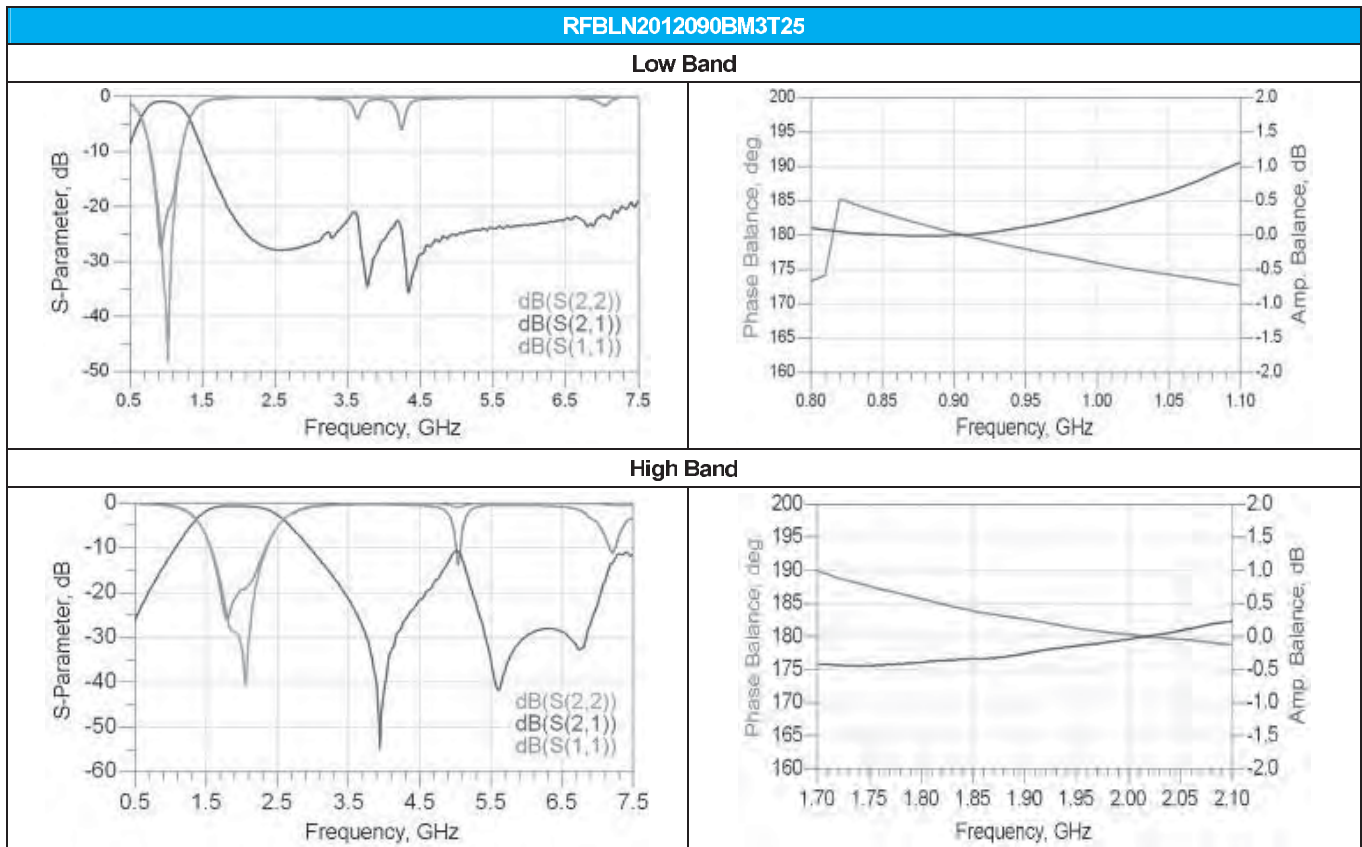 RFBLN2012090BM3T25
Low Band
S-Parameter, dB
0
-10
-20
-30
-40
-50
dB(S(2,2))
dB(S(2,1))
dB(S(1,1))
0.5 1.5 2.5 3.5 4.5 5.5 6.5 7.5
Frequency, GHz
Phase Balance, deg.
200
195
190
185
180
175
170
165
160
2.0
1.5
1.0
0.5
0.0
-0.5
-1.0
-1.5
-2.0
Amp. Balance, dB
0.80 0.85 0.90 0.95 1.00 1.05 1.10
Frequency, GHz
High Band
S-Parameter, dB
0
-10
-20
-30
-40
-50
-60
dB(S(2,2))
dB(S(2,1))
dB(S(1,1))
0.5 1.5 2.5 3.5 4.5 5.5 6.5 7.5
Frequency, GHz
Phase Balance, deg.
200
195
190
185
180
175
170
165
160
2.0
1.5
1.0
0.5
0.0
-0.5
-1.0
-1.5
-2.0
Amp. Balance, dB
1.70 1.75 1.80 1.85 1.90 1.95 2.00 2.05 2.10
Frequency, GHz